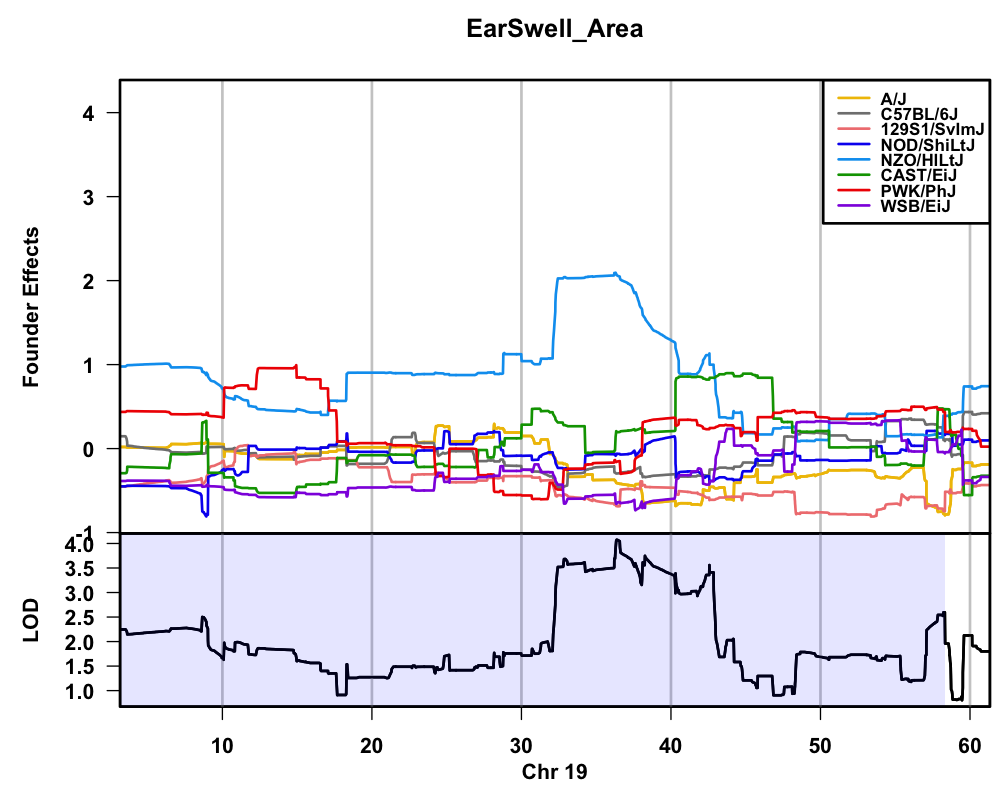 EarSwell_Area
A/J
C57BL/6J
129S1/SvImJ
NOD/ShiLtJ
NZO/HlLtJ
CAST/EiJ
PWK/PhJ
WSB/EiJ
Founder Effects
4
3
2
1
0
-1
LOD
4.0
3.5
3.0
2.5
2.0
1.5
1.0
10 20 30 40 50 60
Chr 19